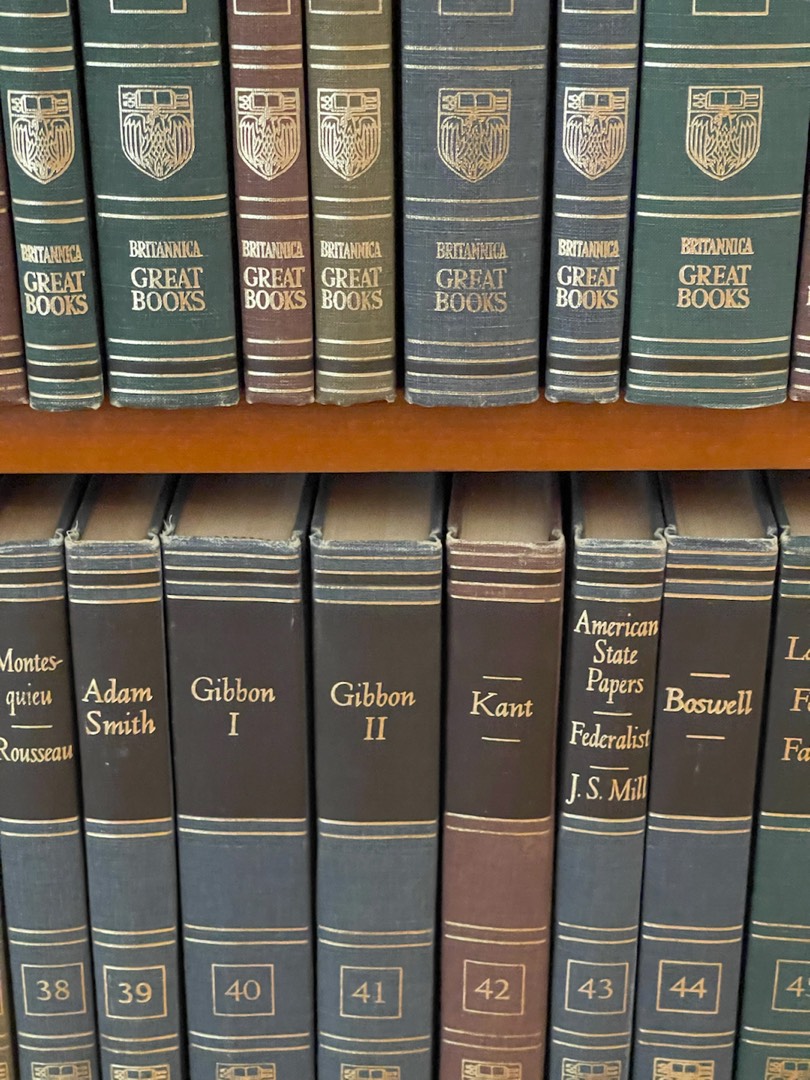 BRITANNICA
GREAT
BOOKS
BRITANNICA
GREAT
BOOKS
BRITANNICA
GREAT
BOOKS
BRITANNICA
GREAT
BOOKS
BRITANNICA
GREAT
BOOKS
BRITANNICA
GREAT
BOOKS
BRITANNICA
GREAT
BOOKS
Montes-
quieu
Rousseau
38
Adam
Smith
39
Gibbon
I
40
Gibbon
II
41
Kant
42
American
State
Papers
Federalist
J. S. Mill
43
Boswell
44